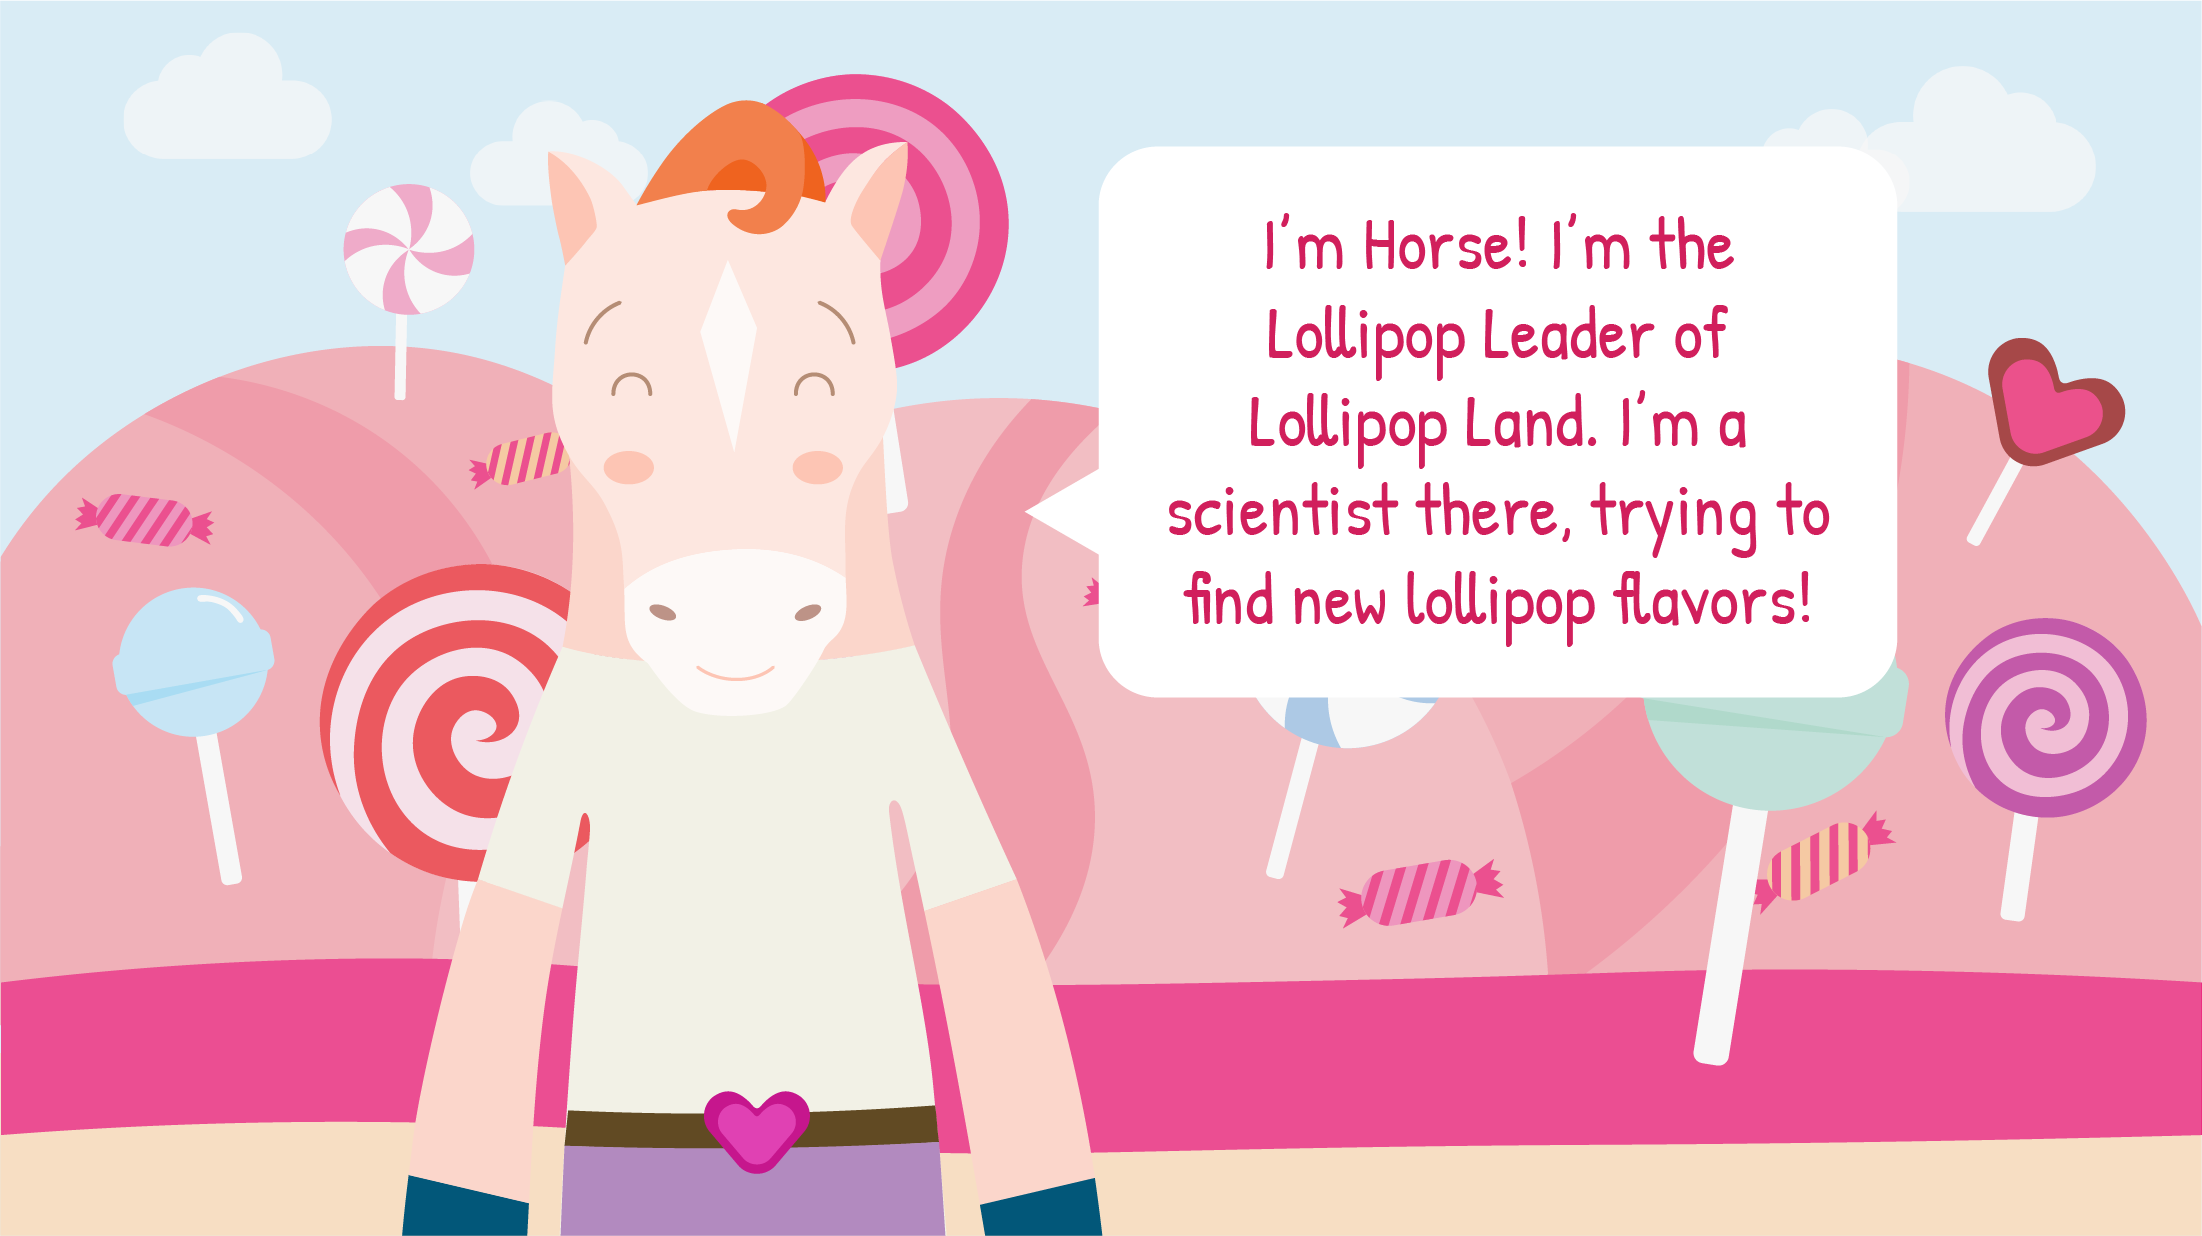 I'm Horse! I'm the
Lollipop Leader of
Lollipop Land. I'm a
scientist there, trying to
find new lollipop flavors!